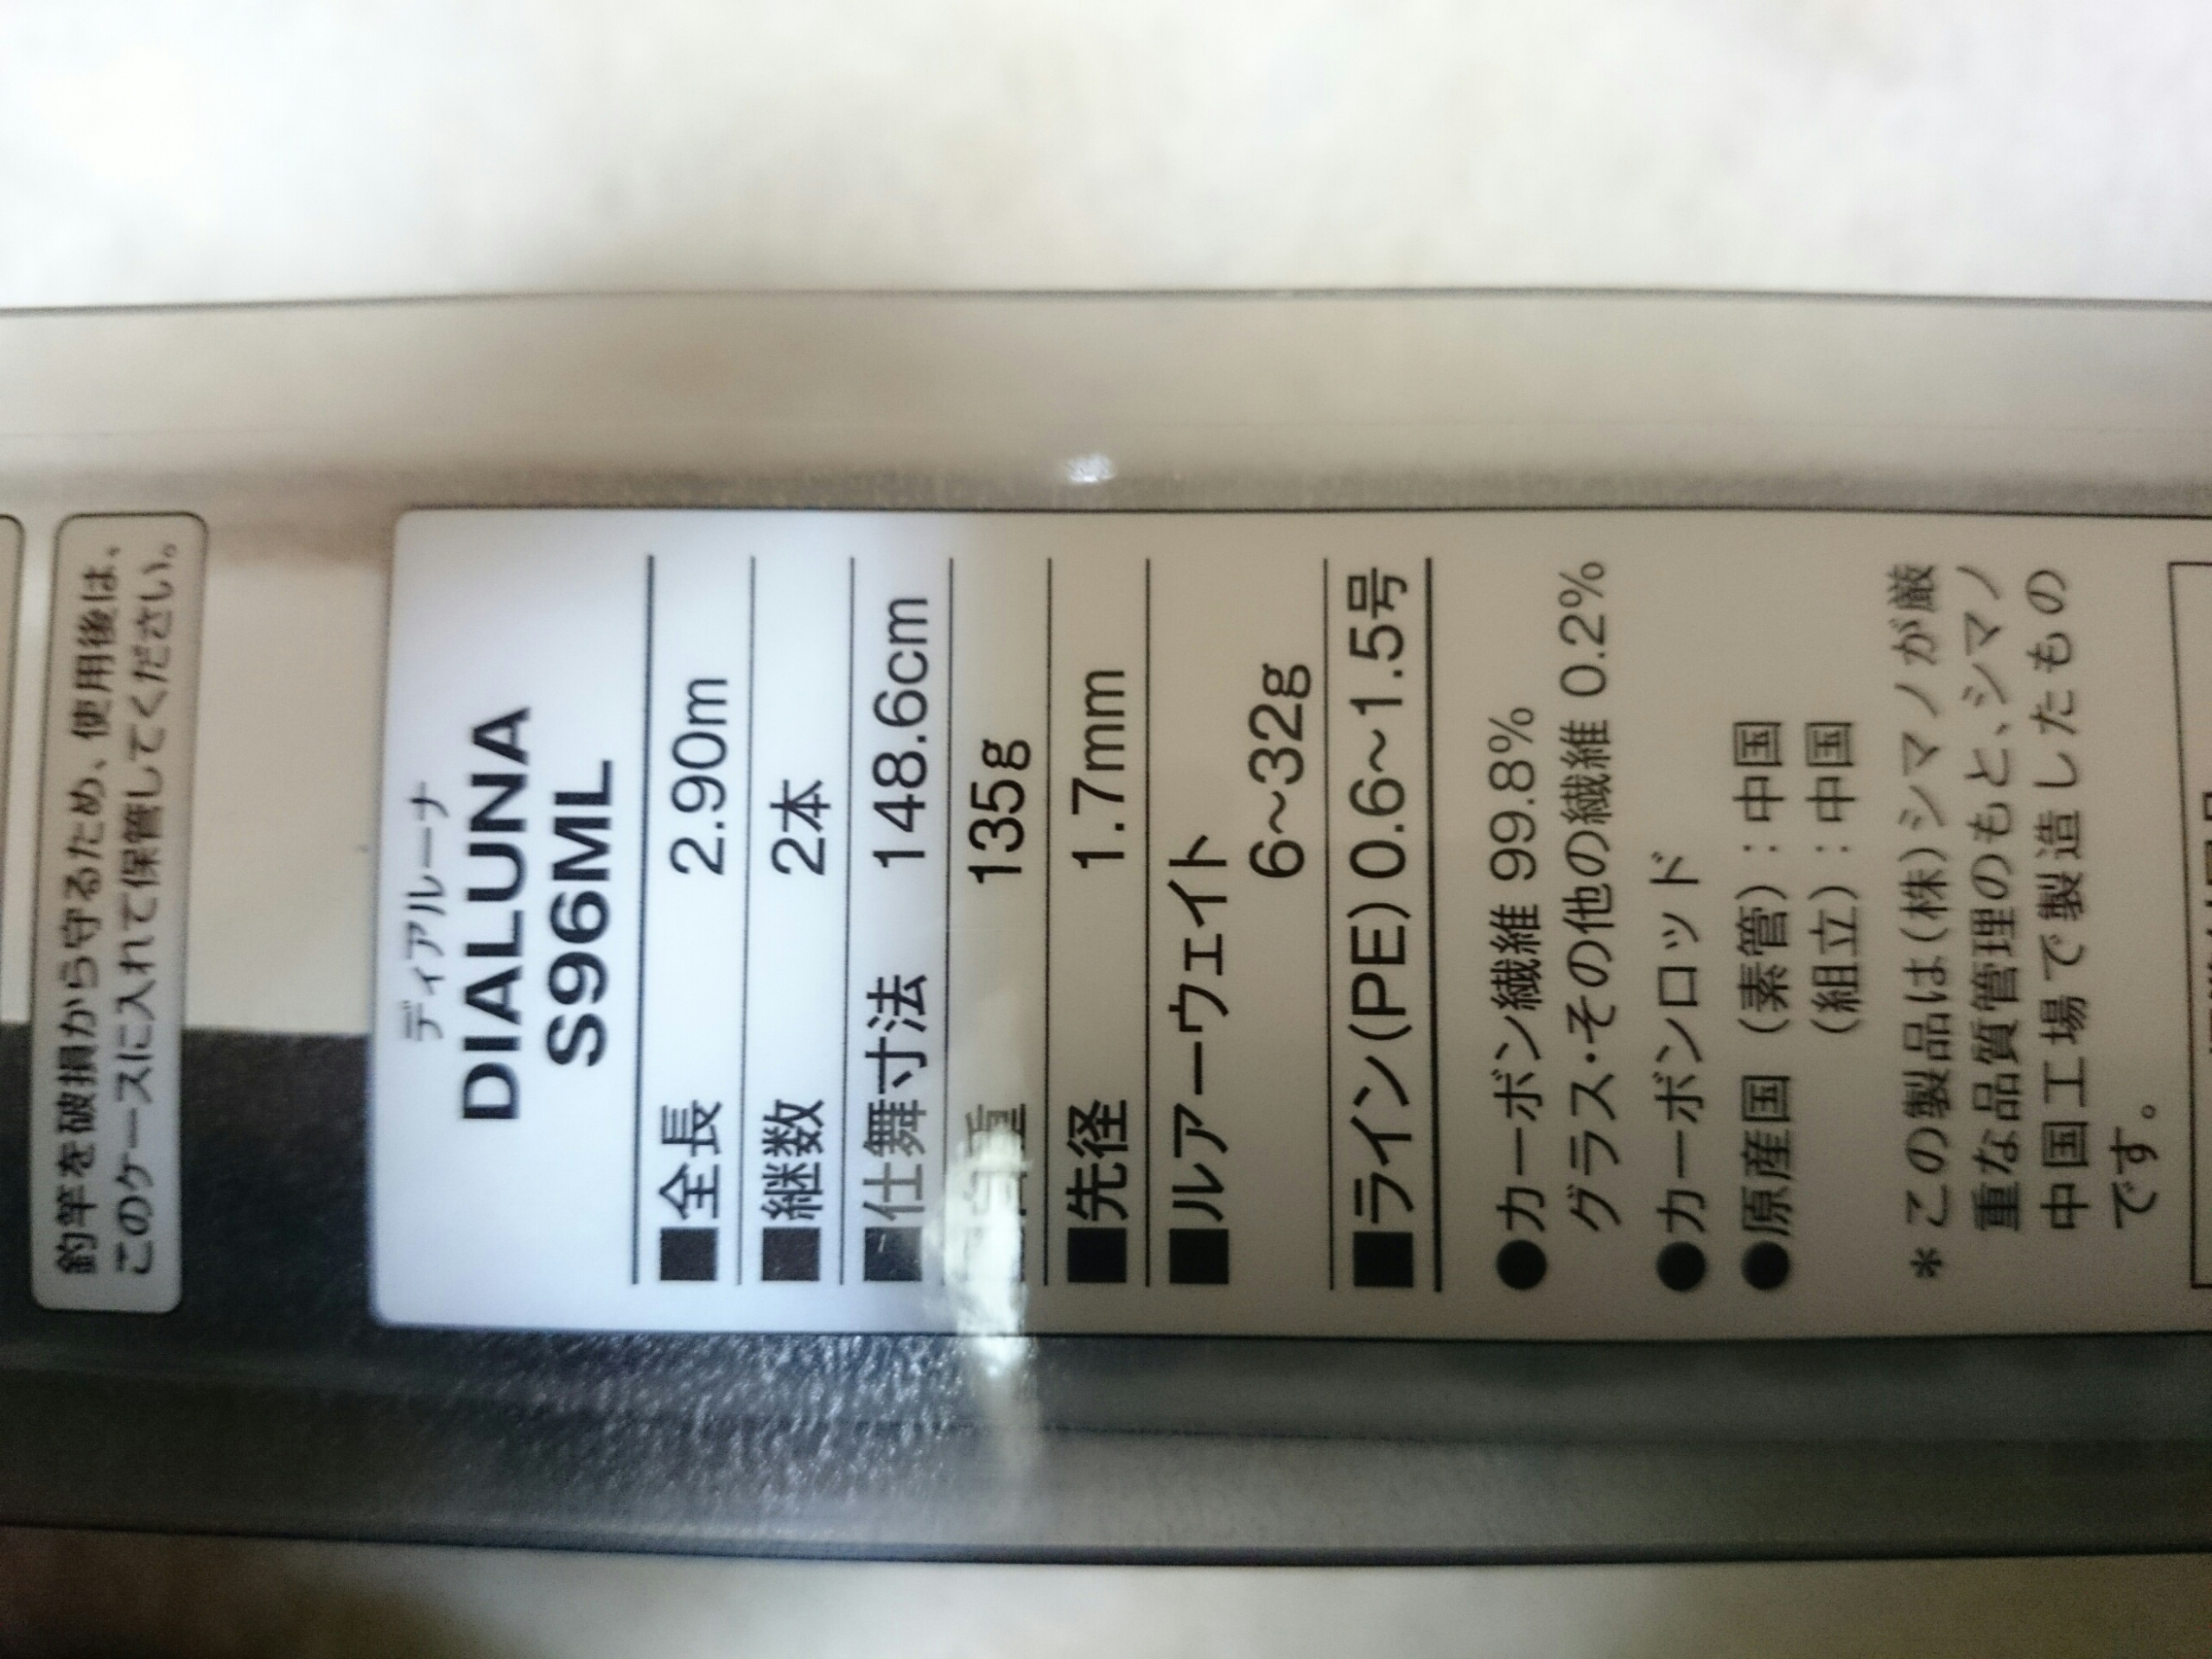 釣竿を破損から守るため、使用後は、
このケースに入れて保管してください。
ディアルーナ
DIALUNA
S96ML
■全長 2.90m
■継数 2本
■仕舞寸法 148.6cm
135g
■先径 1.7mm
■ルアーウェイト
6~32g
■ライン(PE) 0.6~1.5号
●カーボン繊維 99.8%
グラス・その他の繊維 0.2%
●カーボンロッド
●原産国 (素管):中国
(組立):中国
*この製品は(株)シマノが厳
重な品質管理のもと、シマノ
中国工場で製造したもの
です。